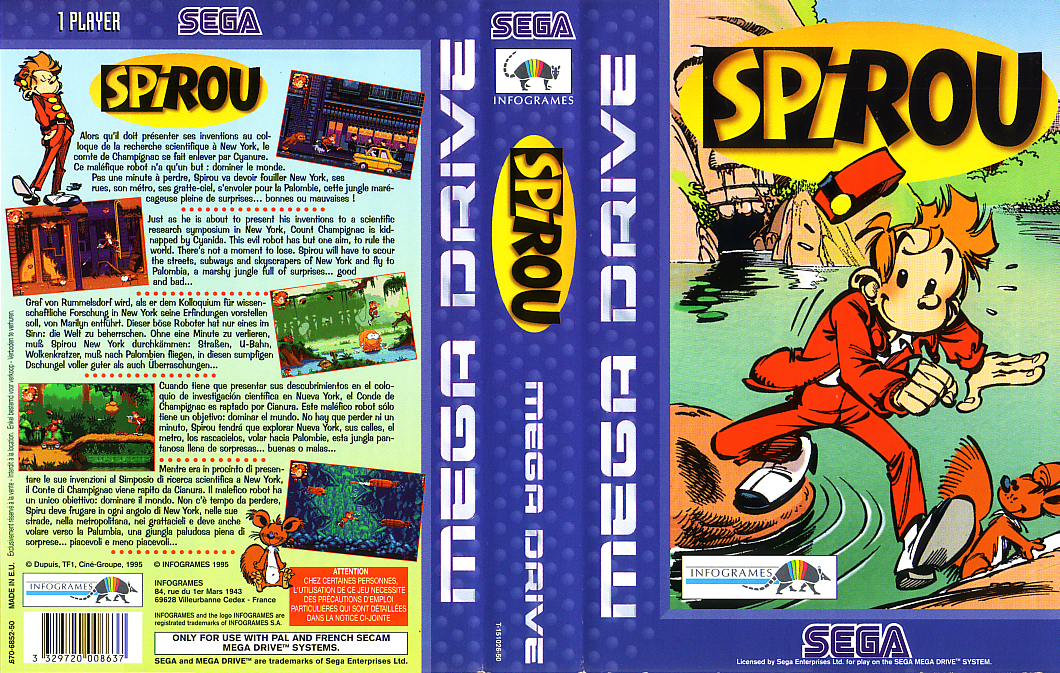 1 PLAYER
SEGA
SPiROU
Alors qu'il doit présenter ses inventions au col-
loque de la recherche scientifique à New York, le
comte de Champignac se fait enlever par Cyanure.
Ce maléfique robot n'a qu'un but : dominer le monde.
Pas une minute à perdre, Spirou va devoir fouiller New York, ses
rues, son métro, ses gratte-ciel, s'envoler pour la Palombie, cette jungle maré-
cageuse pleine de surprises... bonnes ou mauvaises !
Just as he is about to present his inventions to a scientific
research symposium in New York, Count Champignac is kid-
napped by Cyanida. This evil robot has but one aim, to rule the
world. There's not a moment to lose. Spirou will have to scour
the streets, subways and skyscrapers of New York and fly to
Palombia, a marshy jungle full of surprises... good
and bad...
Graf von Rummelsdorf wird, als er dem Kolloquium für wissen-
schaftliche Forschung in New York seine Erfindungen vorstellen
soll, von Marilyn entführt. Dieser böse Roboter hat nur eines im
Sinn: die Welt zu beherrschen. Ohne eine Minute zu verlieren,
muß Spirou New York durchkämmen: Straßen, U-Bahn,
Wolkenkratzer, muß nach Palombien fliegen, in diesen sumpfigen
Dschungel voller guter als auch Überraschungen...
Cuando tiene que presentar sus descubrimientos en el colo-
quio de investigación científica en Nueva York, el Conde de
Champignac es raptado por Cianura. Este maléfico robot sólo
tiene un objetivo: dominar el mundo. No hay que perder ni un
minuto, Spirou tendrá que explorar Nueva York, sus calles, el
metro, los rascacielos, volar hacia Palombie, esta jungla pan-
tanosa llena de sorpresas... buenas o malas...
Mentre era in procinto di presen-
tare le sue invenzioni al Simposio di ricerca scientifica a New York,
il Conte di Champignac viene rapito da Cianura. Il malefico robot ha
un unico obiettivo: dominare il mondo. Non c'è tempo da perdere,
Spiru deve frugare in ogni angolo di New York, nelle sue
strade, nella metropolitana, nei grattacieli e deve anche
volare verso la Palumbia, una giungla paludosa piena di
sorprese... piacevoli e meno piacevoli...
© Dupuis, TF1, Ciné-Groupe, 1995
© INFOGRAMES 1995
INFOGRAMES
INFOGRAMES
84, rue du 1er Mars 1943
69628 Villeurbanne Cedex - France
INFOGRAMES and the logo INFOGRAMES are
registrated trademarks of INFOGRAMES S.A.
ATTENTION
CHEZ CERTAINES PERSONNES,
L'UTILISATION DE CE JEU NECESSITE
DES PRÉCAUTIONS D'EMPLOI
PARTICULIÈRES QUI SONT DÉTAILLÉES
DANS LA NOTICE CI-JOINTE
3 329720 008637
ONLY FOR USE WITH PAL AND FRENCH SECAM
MEGA DRIVE™ SYSTEMS.
SEGA and MEGA DRIVE™ are trademarks of Sega Enterprises Ltd.
670-6852-50
MADE IN E.U.
Exclusivement réservé à la vente - Interdit à la location. Enkel bestemd voor verkoop - Verboden te verhuren.
MEGA DRIVE
SEGA
INFOGRAMES
SPiROU
MEGA DRIVE
T-151026-50
MEGA DRIVE
SPiROU
INFOGRAMES
SEGA
Licensed by Sega Enterprises Ltd. for play on the SEGA MEGA DRIVE™ SYSTEM.